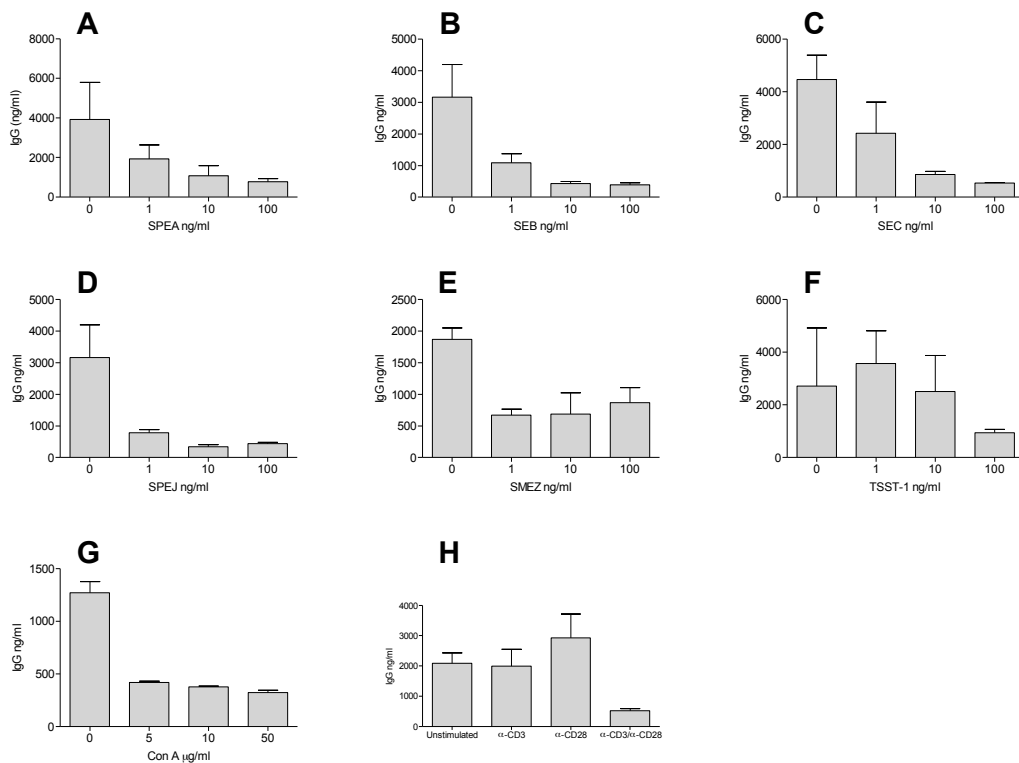 A
IgG (ng/ml)
8000
6000
4000
2000
0
0 1 10 100
SPEA ng/ml
B
IgG ng/ml
5000
4000
3000
2000
1000
0
0 1 10 100
SEB ng/ml
C
IgG ng/ml
6000
4000
2000
0
0 1 10 100
SEC ng/ml
D
IgG ng/ml
5000
4000
3000
2000
1000
0
0 1 10 100
SPEJ ng/ml
E
IgG ng/ml
2500
2000
1500
1000
500
0
0 1 10 100
SMEZ ng/ml
F
IgG ng/ml
6000
4000
2000
0
0 1 10 100
TSST-1 ng/ml
G
IgG ng/ml
1500
1000
500
0
0 5 10 50
Con A μg/ml
H
IgG ng/ml
4000
3000
2000
1000
0
Unstimulated α-CD3 α-CD28 α-CD3/α-CD28